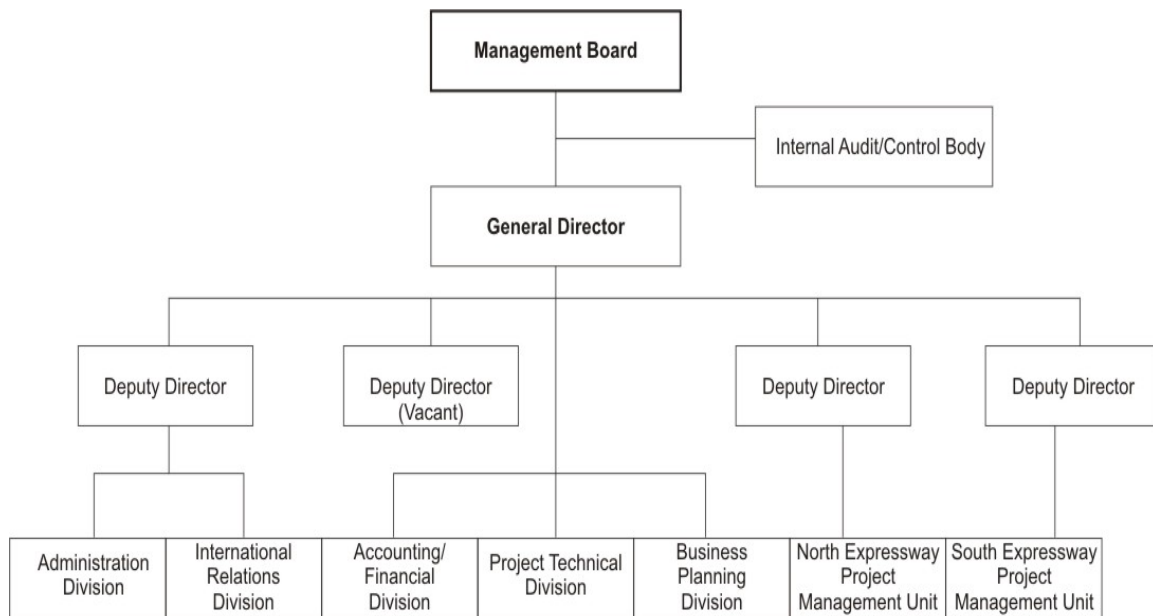 Management Board
Internal Audit/Control Body
General Director
Deputy Director
Deputy Director
(Vacant)
Deputy Director
Deputy Director
Administration
Division
International
Relations
Division
Accounting/
Financial Division
Project Technical
Division
Business
Planning
Division
North Expressway
Project
Management Unit
South Expressway
Project
Management Unit